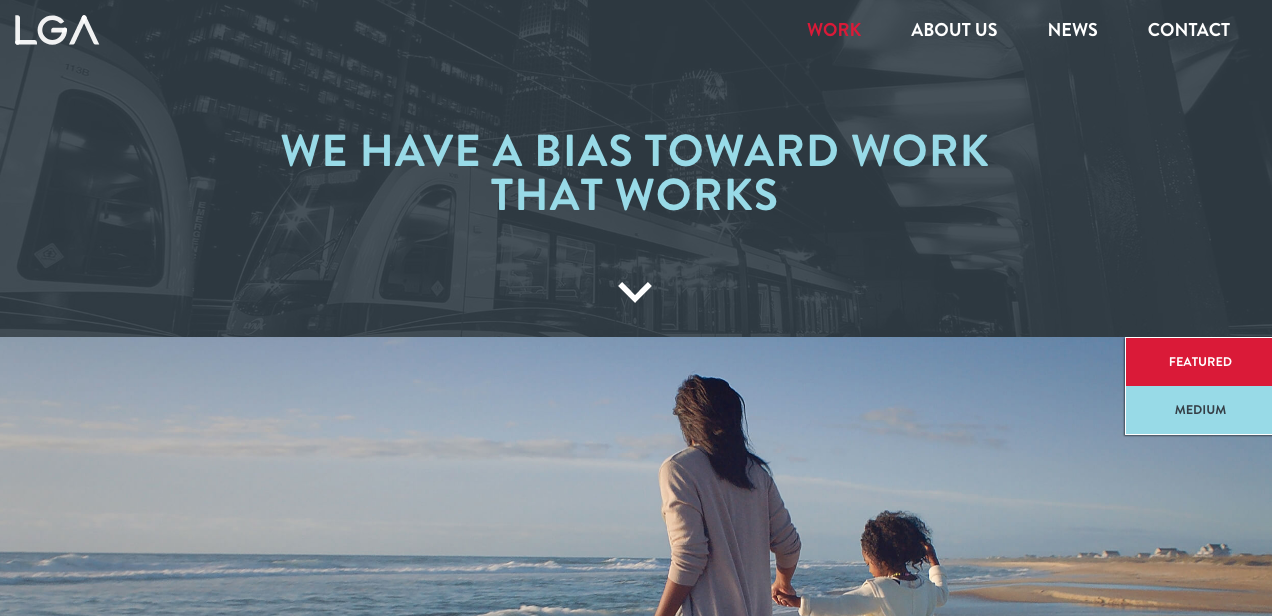 LGA
WORK ABOUT US NEWS CONTACT
WE HAVE A BIAS TOWARD WORK
THAT WORKS
FEATURED
MEDIUM